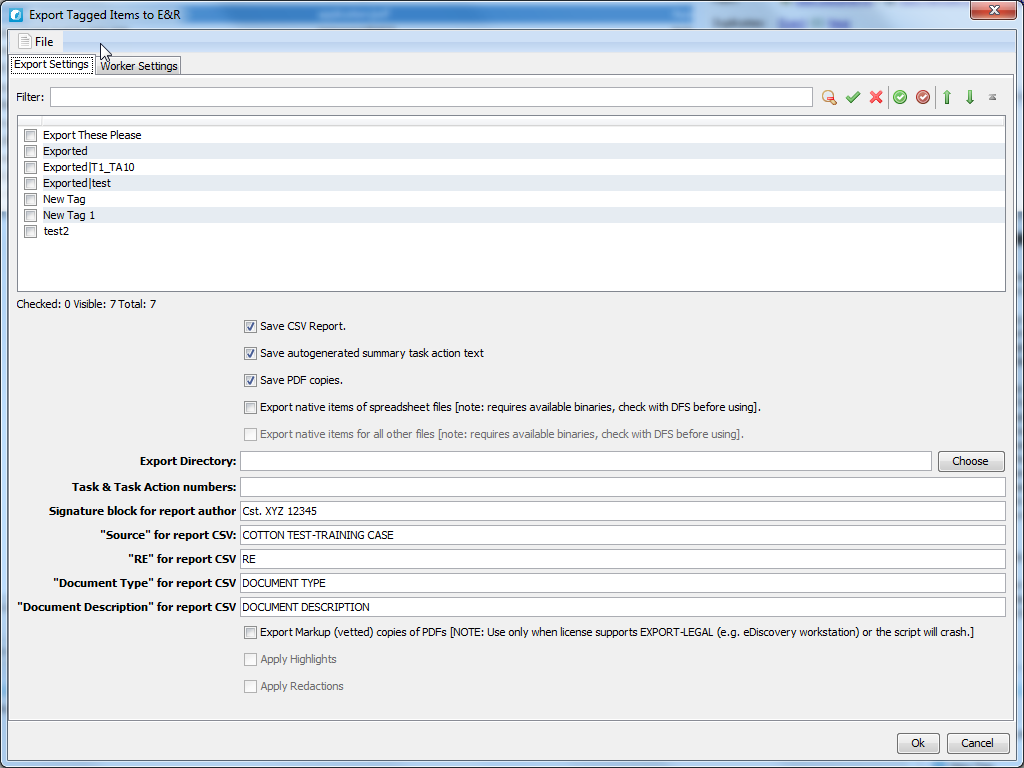 Export Tagged Items to E&R
File
Export Settings
Worker Settings
Filter:
Export These Please
Exported
Exported|T1_TA10
Exported|test
New Tag
New Tag 1
test2
Checked: 0 Visible: 7 Total: 7
Save CSV Report.
Save autogenerated summary task action text
Save PDF copies.
Export native items of spreadsheet files [note: requires available binaries, check with DFS before using].
Export native items for all other files [note: requires available binaries, check with DFS before using].
Export Directory:
Choose
Task & Task Action numbers:
Signature block for report author Cst. XYZ 12345
"Source" for report CSV: COTTON TEST-TRAINING CASE
"RE" for report CSV RE
"Document Type" for report CSV DOCUMENT TYPE
"Document Description" for report CSV DOCUMENT DESCRIPTION
Export Markup (vetted) copies of PDFs [NOTE: Use only when license supports EXPORT-LEGAL (e.g. eDiscovery workstation) or the script will crash.]
Apply Highlights
Apply Redactions
Ok
Cancel